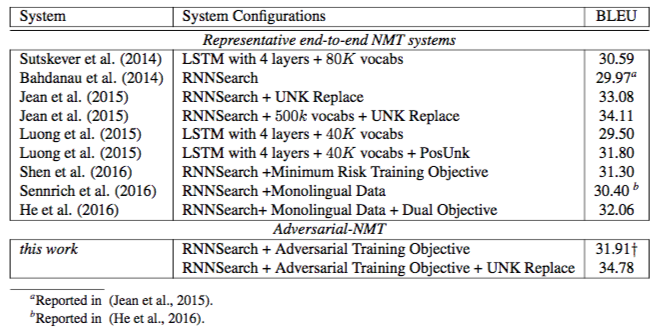 System System Configurations BLEU
Representative end-to-end NMT systems
Sutskever et al. (2014) LSTM with 4 layers + 80K vocabs 30.59
Bahdanau et al. (2014) RNNSearch 29.97a
Jean et al. (2015) RNNSearch + UNK Replace 33.08
Jean et al. (2015) RNNSearch + 500k vocabs + UNK Replace 34.11
Luong et al. (2015) LSTM with 4 layers + 40K vocabs 29.50
Luong et al. (2015) LSTM with 4 layers + 40K vocabs + PosUnk 31.80
Shen et al. (2016) RNNSearch +Minimum Risk Training Objective 31.30
Sennrich et al. (2016) RNNSearch +Monolingual Data 30.40 b
He et al. (2016) RNNSearch+ Monolingual Data + Dual Objective 32.06
Adversarial-NMT
this work RNNSearch + Adversarial Training Objective 31.91†
RNNSearch + Adversarial Training Objective + UNK Replace 34.78
aReported in (Jean et al., 2015).
bReported in (He et al., 2016).